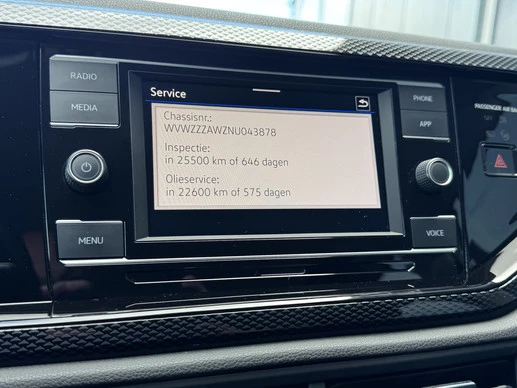 RADIO
MEDIA
MENU
Service
Chassisnr.:
WVWZZZAWZNU043878
Inspectie:
in 25500 km of 646 dagen
Olieservice:
in 22600 km of 575 dagen
PHONE
APP
VOICE
PASSENGER AIR BA